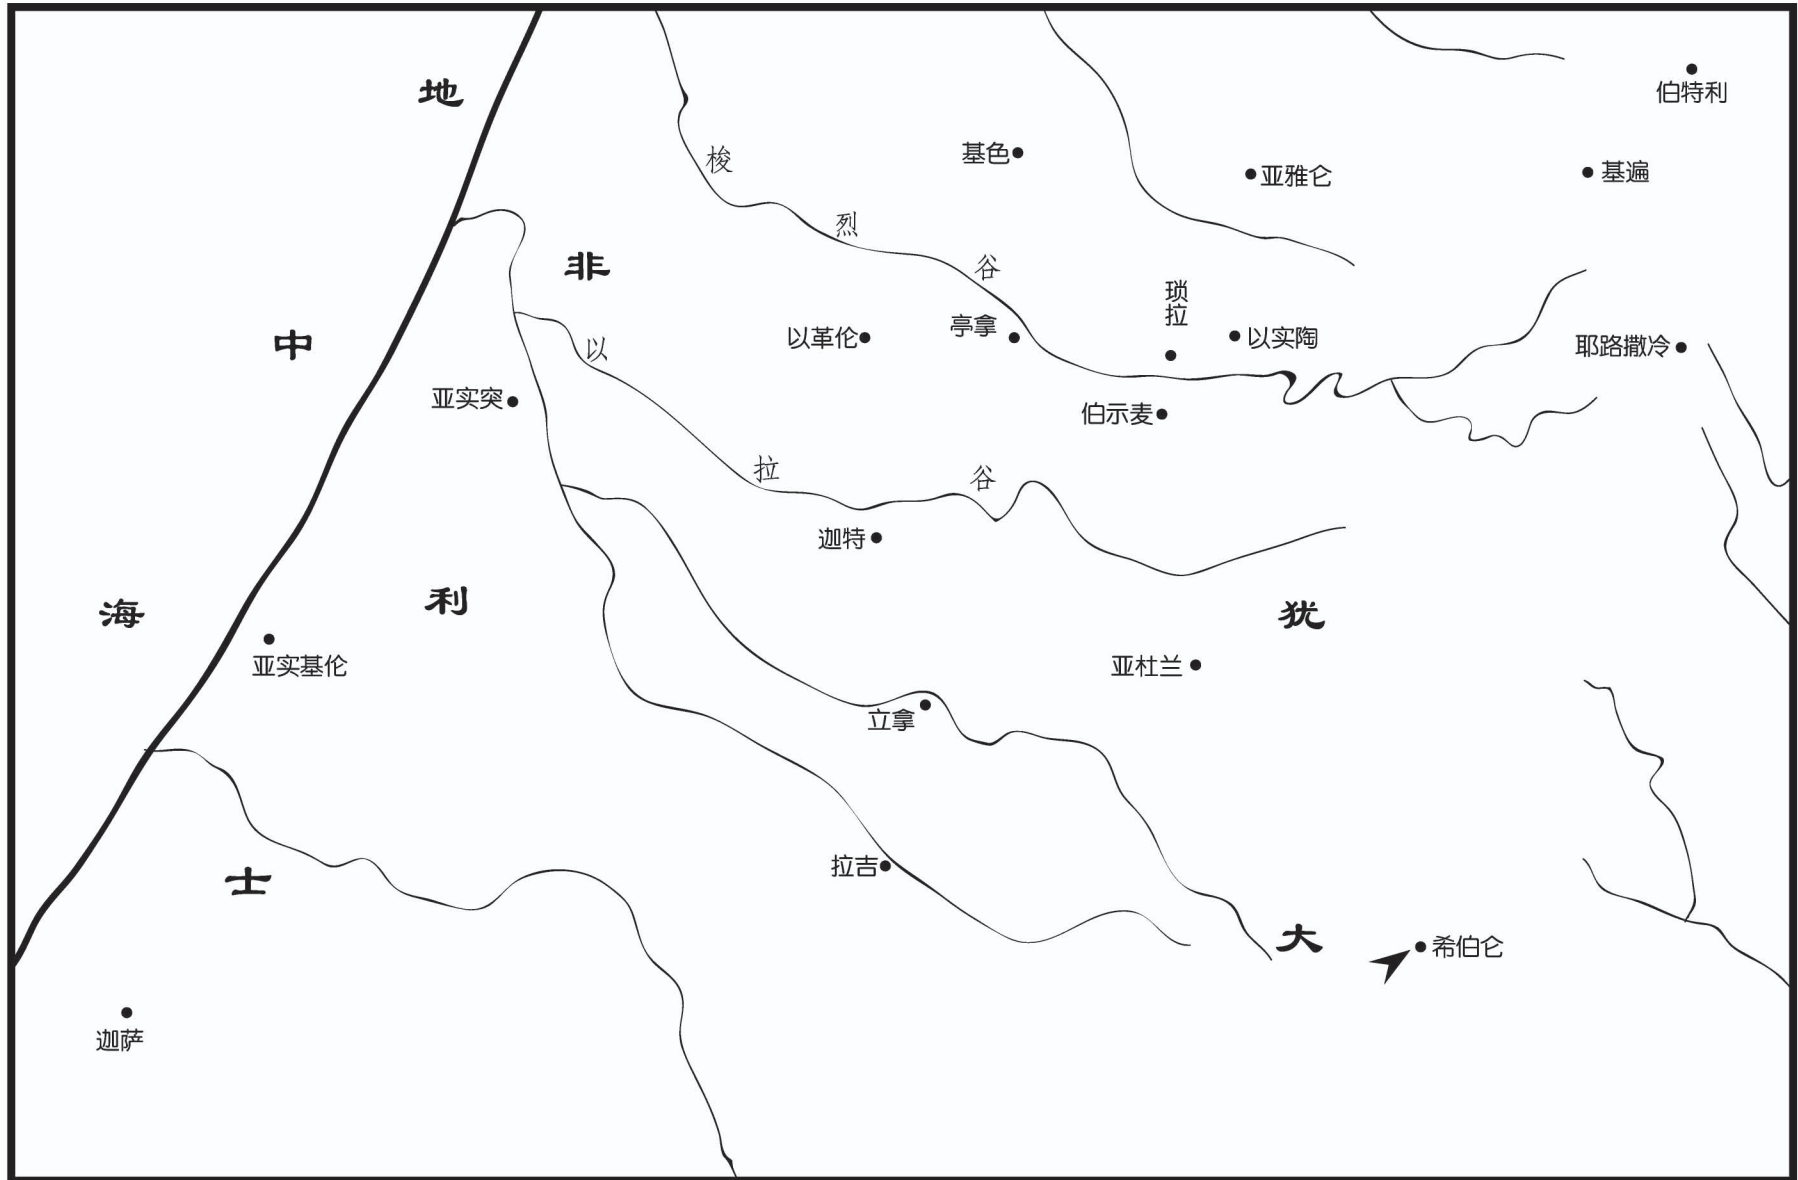 地中海
伯特利
基色
亚雅仑
基遍
梭烈谷
非利士
琐拉
以革伦
亭拿
以实陶
耶路撒冷
以拉谷
亚实突
伯示麦
迦特
犹大
亚实基伦
亚杜兰
立拿
拉吉
希伯仑
迦萨